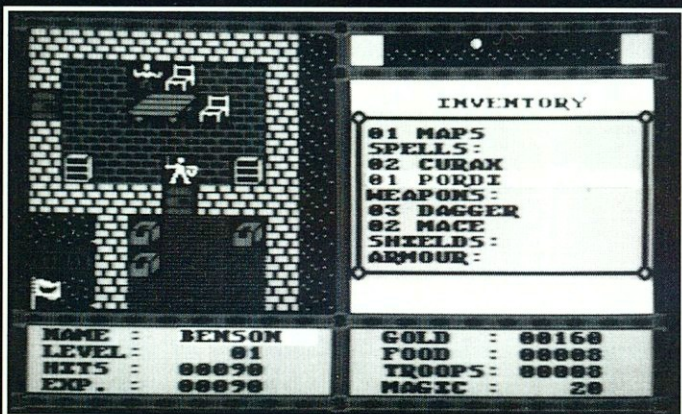 INVENTORY
01 MAPS
SPELLS:
02 CURAX
01 PORDI
WEAPONS:
03 DAGGER
02 MACE
SHIELDS:
ARMOUR:
NAME : BENSON
LEVEL: 01
HITS : 00090
EXP. : 00090
GOLD : 00160
FOOD : 00008
TROOPS: 00008
MAGIC : 20